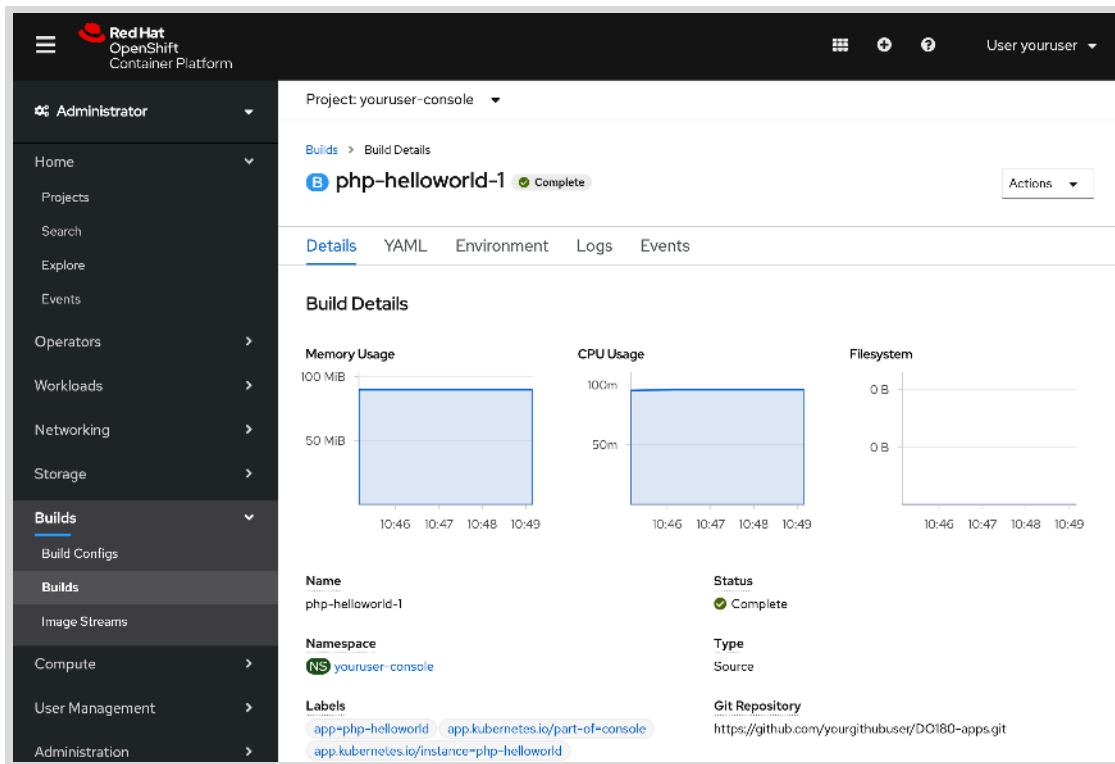 Red Hat
OpenShift
Container Platform
User youruser
Administrator
Home
Projects
Search
Explore
Events
Operators
Workloads
Networking
Storage
Builds
Build Configs
Builds
Image Streams
Compute
User Management
Administration
Project: youruser-console
Builds > Build Details
B php-helloworld-1 Complete
Actions
Details YAML Environment Logs Events
Build Details
Memory Usage
100 MiB
50 MiB
10:46 10:47 10:48 10:49
CPU Usage
100m
50m
10:46 10:47 10:48 10:49
Filesystem
0 B
0 B
10:46 10:47 10:48 10:49
Name
php-helloworld-1
Status
Complete
Namespace
NS youruser-console
Type
Source
Labels
app=php-helloworld app.kubernetes.io/part-of=console
app.kubernetes.io/instance=php-helloworld
Git Repository
https://github.com/yourgithubuser/DO180-apps.git